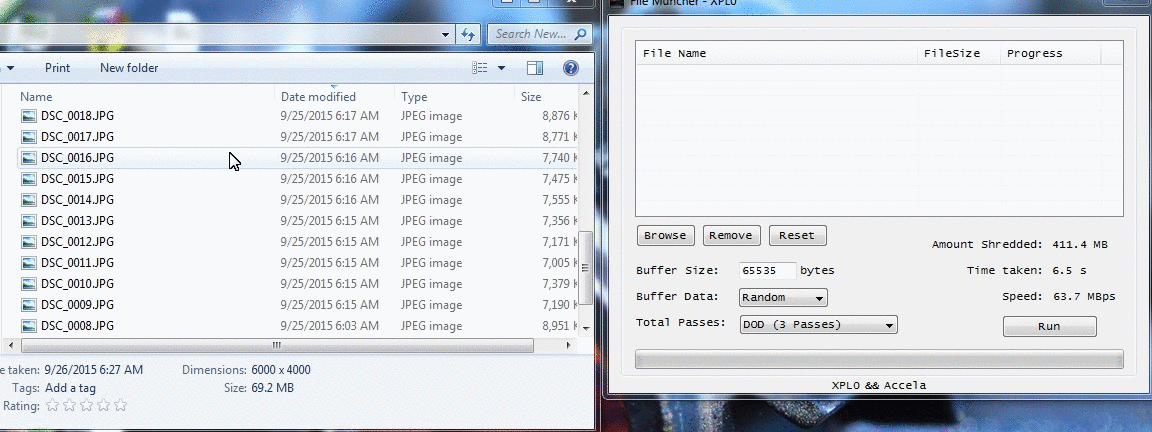 Search New...
Print New folder
Name Date modified Type Size
DSC_0018.JPG 9/25/2015 6:17 AM JPEG image 8,876 K
DSC_0017.JPG 9/25/2015 6:17 AM JPEG image 8,771 K
DSC_0016.JPG 9/25/2015 6:16 AM JPEG image 7,740 K
DSC_0015.JPG 9/25/2015 6:16 AM JPEG image 7,475 K
DSC_0014.JPG 9/25/2015 6:16 AM JPEG image 7,555 K
DSC_0013.JPG 9/25/2015 6:15 AM JPEG image 7,356 K
DSC_0012.JPG 9/25/2015 6:15 AM JPEG image 7,171 K
DSC_0011.JPG 9/25/2015 6:15 AM JPEG image 7,005 K
DSC_0010.JPG 9/25/2015 6:15 AM JPEG image 7,379 K
DSC_0009.JPG 9/25/2015 6:15 AM JPEG image 7,190 K
DSC_0008.JPG 9/25/2015 6:03 AM JPEG image 8,951 K
e taken: 9/26/2015 6:27 AM Dimensions: 6000 x 4000
Tags: Add a tag Size: 69.2 MB
Rating:
File Muncher - XPL0
File Name FileSize Progress
Browse Remove Reset
Amount Shredded: 411.4 MB
Buffer Size: 65535 bytes
Time taken: 6.5 s
Buffer Data: Random
Speed: 63.7 MBps
Total Passes: DOD (3 Passes)
Run
XPL0 && Accela